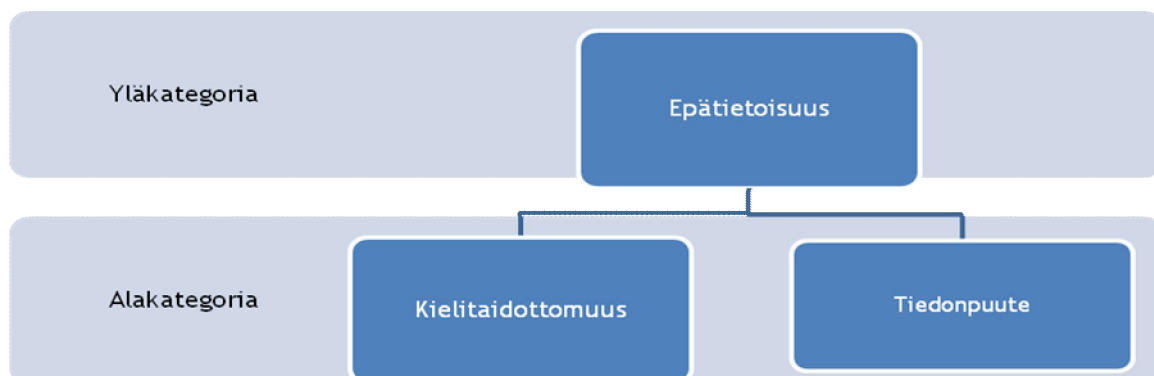 Yläkategoria
Epätietoisuus
Alakategoria
Kielitaidottomuus
Tiedonpuute